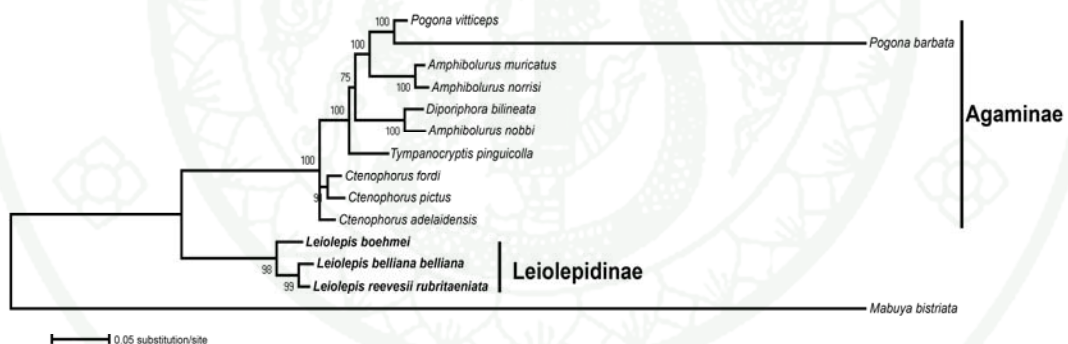 100
Pogona vitticeps
100
Pogona barbata
Amphibolurus muricatus
75
100
Amphibolurus norrisi
100
Diporiphora bilineata
Agaminae
100
Amphibolurus nobbi
100
Tympanocryptis pinguicolla
Ctenophorus fordi
Ctenophorus pictus
Ctenophorus adelaidensis
Leiolepis boehmei
98
Leiolepis belliana belliana
Leiolepidinae
99
Leiolepis reevesii rubritaeniata
Mabuya bistriata
0.05 substitution/site